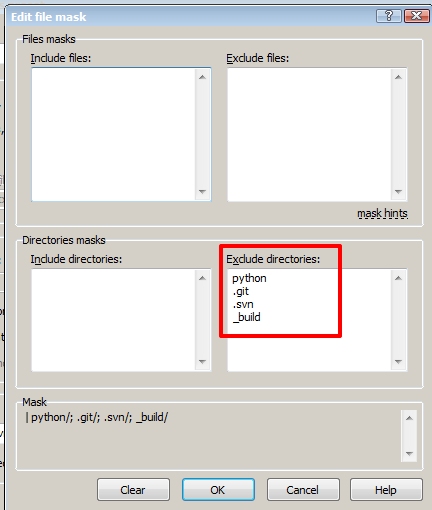 Edit file mask
Files masks
Include files:
Exclude files:
mask hints
Directories masks
Include directories:
Exclude directories:
python
.git
.svn
_build
Mask
| python/; .git/; .svn/; _build/
Clear
OK
Cancel
Help